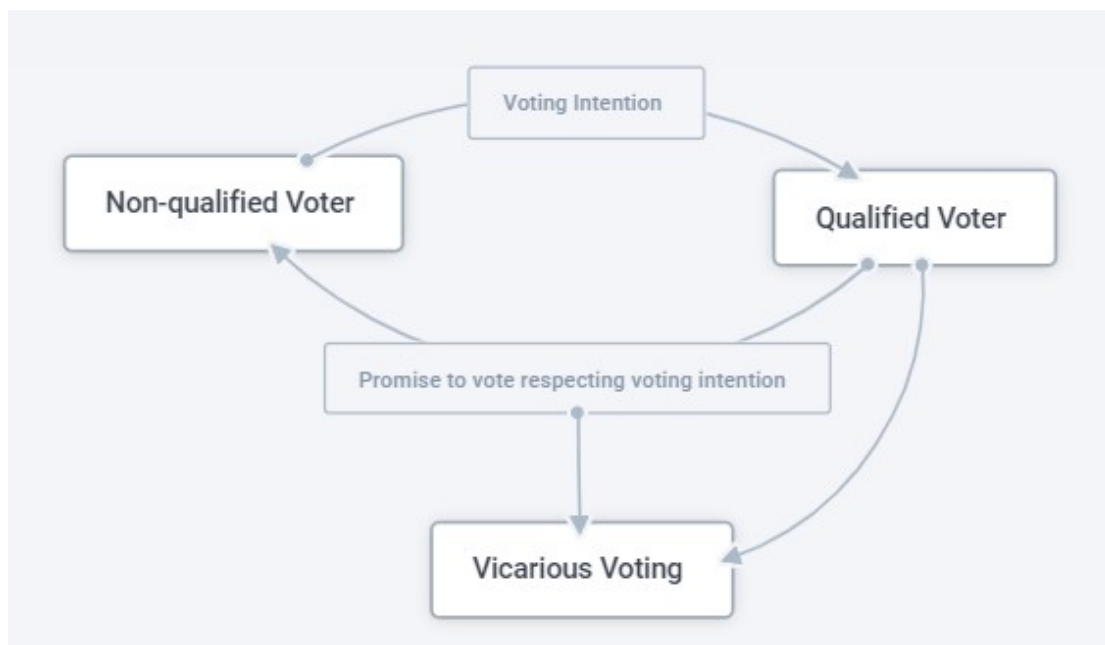 Voting Intention
Non-qualified Voter
Qualified Voter
Promise to vote respecting voting intention
Vicarious Voting